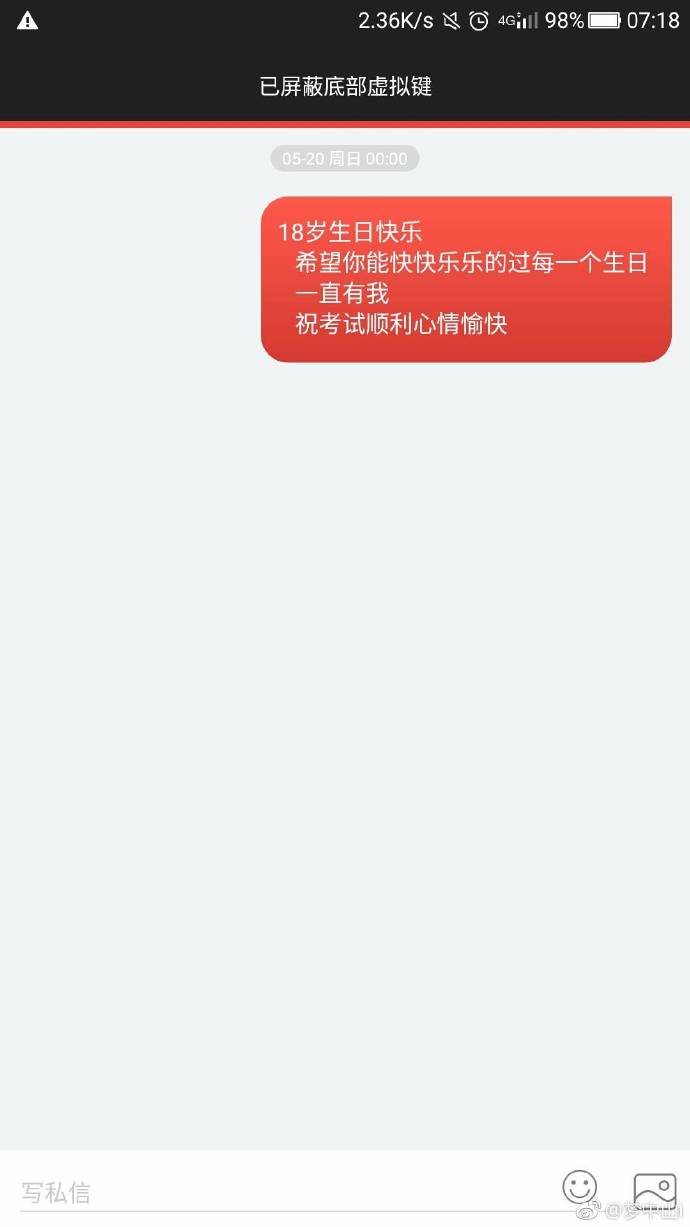 2.36K/s 4G 98% 07:18
已屏蔽底部虚拟键
05-20 周日 00:00
18岁生日快乐
希望你能快快乐乐的过每一个生日
一直有我
祝考试顺利心情愉快
写私信